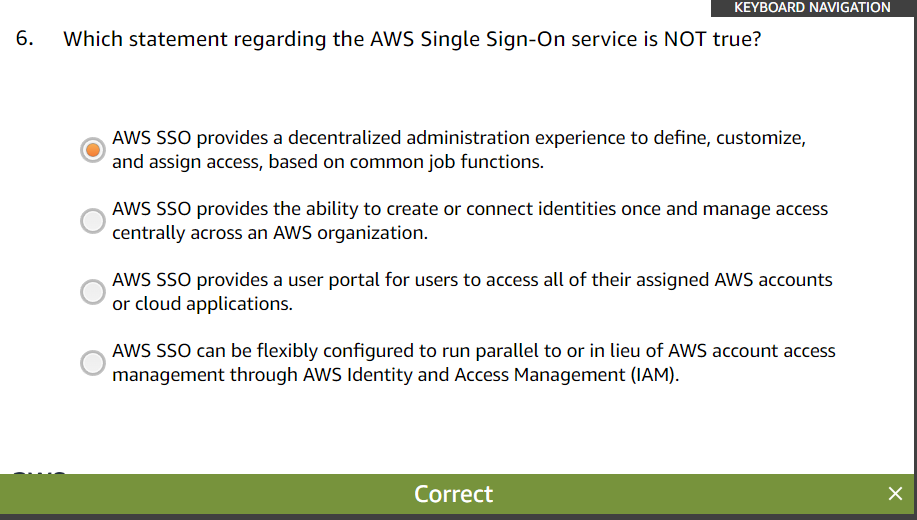 KEYBOARD NAVIGATION
6. Which statement regarding the AWS Single Sign-On service is NOT true?
AWS SSO provides a decentralized administration experience to define, customize,
and assign access, based on common job functions.
AWS SSO provides the ability to create or connect identities once and manage access
centrally across an AWS organization.
AWS SSO provides a user portal for users to access all of their assigned AWS accounts
or cloud applications.
AWS SSO can be flexibly configured to run parallel to or in lieu of AWS account access
management through AWS Identity and Access Management (IAM).
Correct